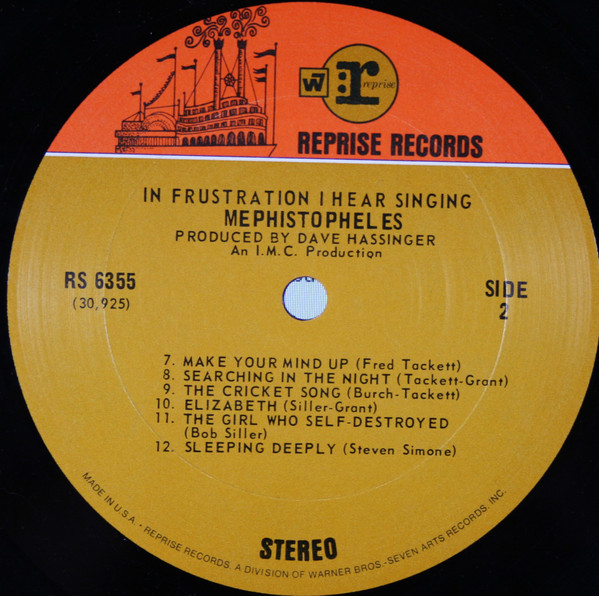 W7
r
reprise
REPRISE RECORDS
IN FRUSTRATION I HEAR SINGING
MEPHISTOPHELES
PRODUCED BY DAVE HASSINGER
An I.M.C. Production
RS 6355
(30,925)
SIDE
2
7. MAKE YOUR MIND UP (Fred Tackett)
8. SEARCHING IN THE NIGHT (Tackett-Grant)
9. THE CRICKET SONG (Burch-Tackett)
10. ELIZABETH (Siller-Grant)
11. THE GIRL WHO SELF-DESTROYED
(Bob Siller)
12. SLEEPING DEEPLY (Steven Simone)
STEREO
MADE IN U.S.A. • REPRISE RECORDS, A DIVISION OF WARNER BROS.-SEVEN ARTS RECORDS, INC.